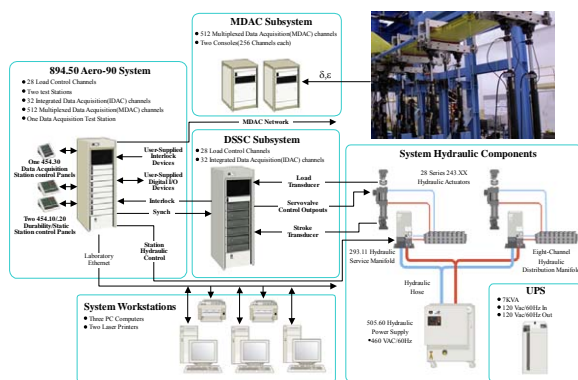 MDAC Subsystem
• 512 Multiplexed Data Acquisition(MDAC) channels
• Two Consoles(256 Channels each)
δ,ε
MDAC Network
894.50 Aero-90 System
• 28 Load Control Channels
• Two test Stations
• 32 Integrated Data Acquisition(IDAC) channels
• 512 Multiplexed Data Acquisition(MDAC) channels
• One Data Acquisition Test Station
One 454.30
Data Acquisition
Station control Panels
Two 454.10/.20
Durability/Static
Station control Panels
User-Supplied
Interlock
Devices
User-Supplied
Digital I/O
Devices
Interlock
Synch
Station
Hydraulic
Control
Laboratory
Ethernet
DSSC Subsystem
• 28 Load Control Channels
• 32 Integrated Data Acquisition(IDAC) channels
Load
Transducer
Servovalve
Control Outpouts
Stroke
Transducer
System Hydraulic Components
28 Series 243.XX
Hydraulic Actuators
293.11 Hydraulic
Service Manifold
Eight-Channel
Hydraulic
Distribution Manifold
Hydraulic
Hose
505.60 Hydraulic
Power Supply
•460 VAC/60Hz
System Workstations
• Three PC Computers
• Two Laser Printers
UPS
• 7KVA
• 120 Vac/60Hz In
• 120 Vac/60Hz Out